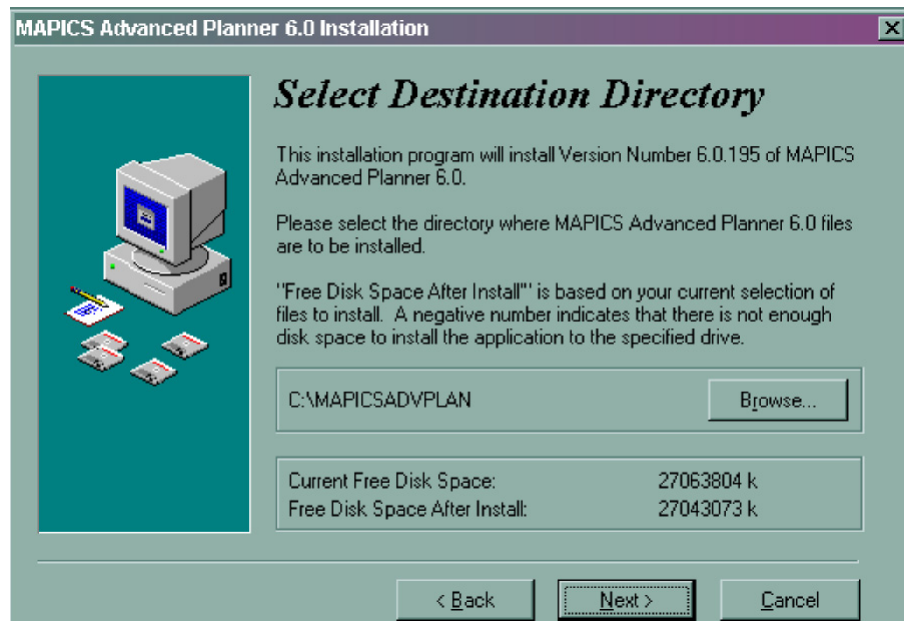 MAPICS Advanced Planner 6.0 Installation
Select Destination Directory
This installation program will install Version Number 6.0.195 of MAPICS
Advanced Planner 6.0.
Please select the directory where MAPICS Advanced Planner 6.0 files
are to be installed.
"Free Disk Space After Install"' is based on your current selection of
files to install. A negative number indicates that there is not enough
disk space to install the application to the specified drive.
C:\MAPICSADVPLAN Browse...
Current Free Disk Space: 27063804 k
Free Disk Space After Install: 27043073 k
< Back Next > Cancel